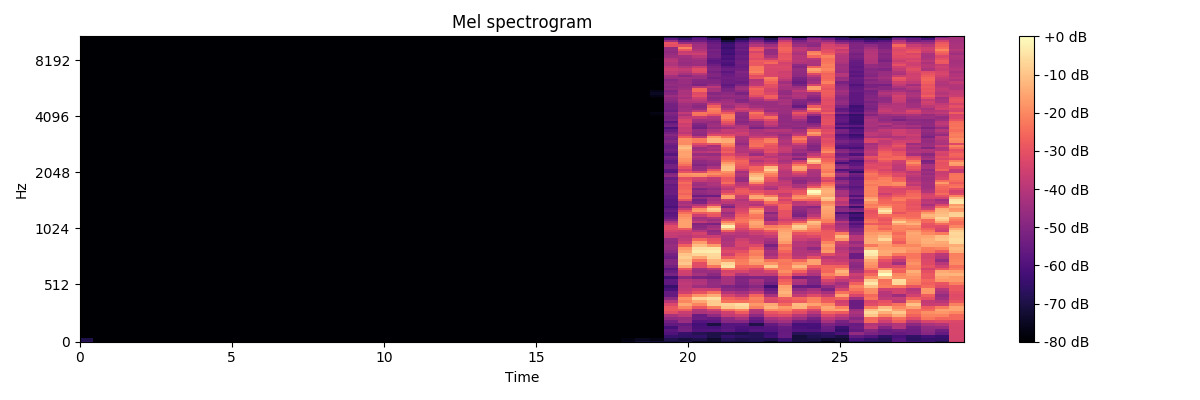 Mel spectrogram
Hz
8192
4096
2048
1024
512
0
0 5 10 15 20 25
Time
+0 dB
-10 dB
-20 dB
-30 dB
-40 dB
-50 dB
-60 dB
-70 dB
-80 dB